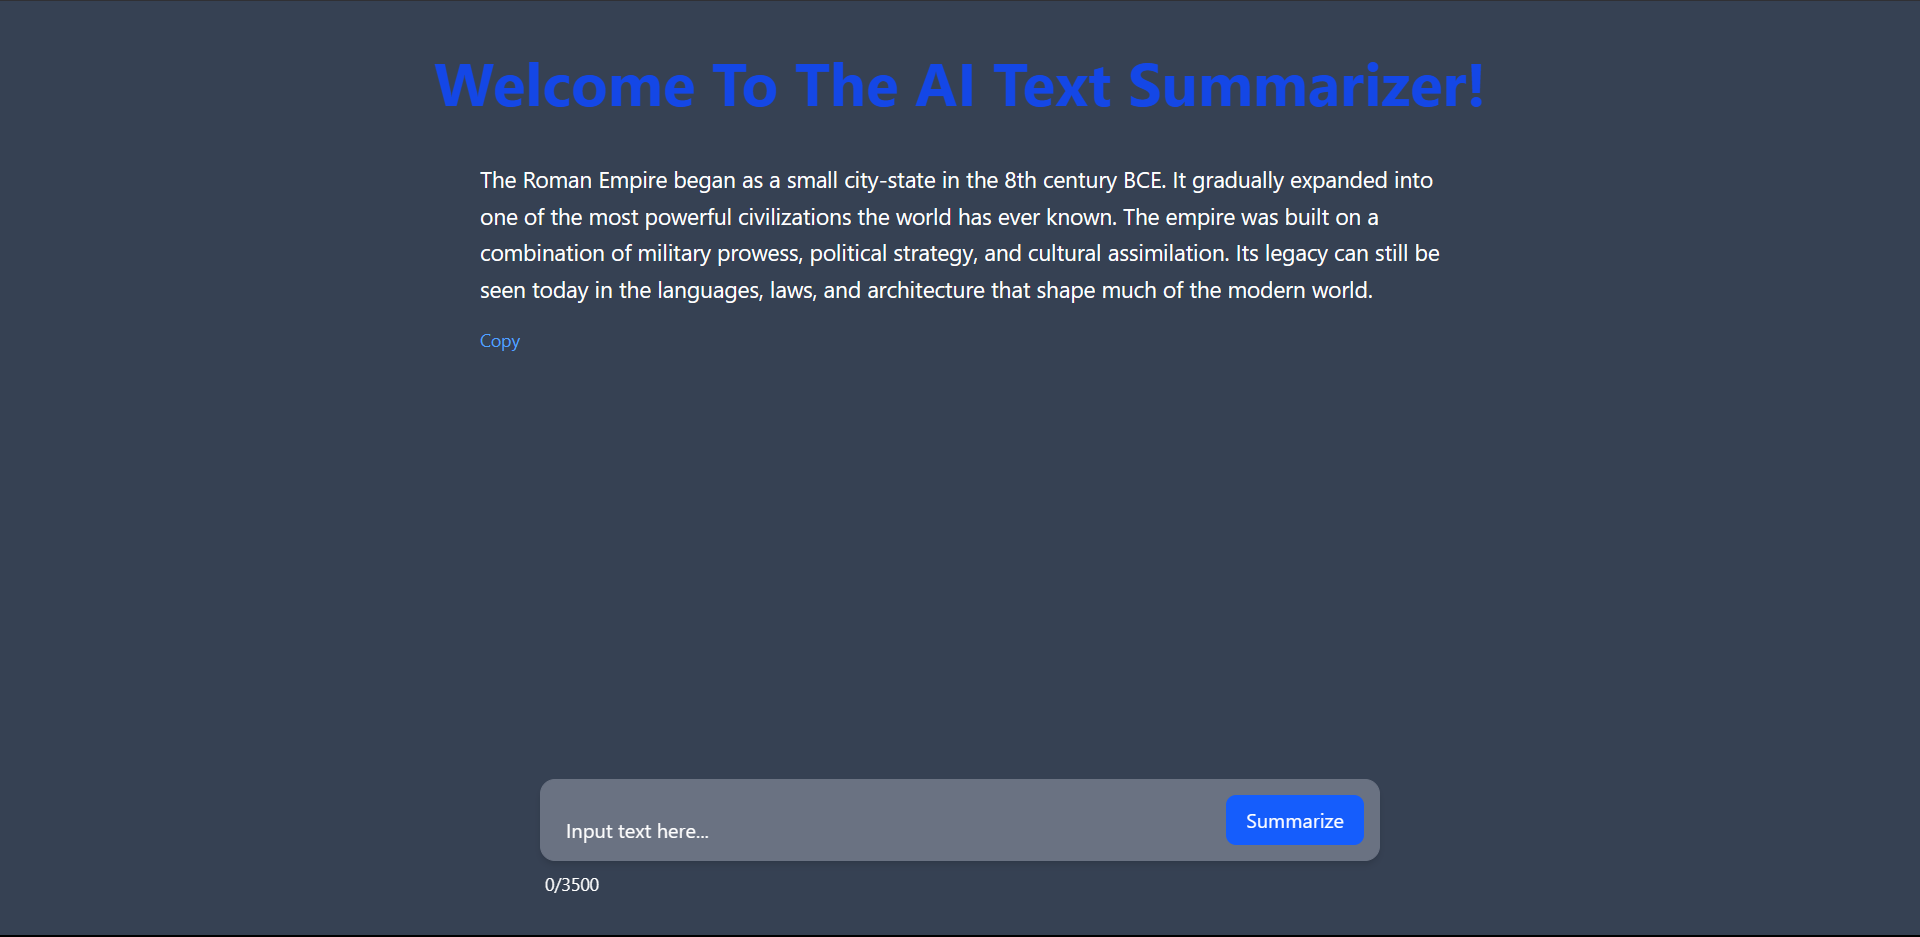 Welcome To The AI Text Summarizer!
The Roman Empire began as a small city-state in the 8th century BCE. It gradually expanded into
one of the most powerful civilizations the world has ever known. The empire was built on a
combination of military prowess, political strategy, and cultural assimilation. Its legacy can still be
seen today in the languages, laws, and architecture that shape much of the modern world.
Copy
Input text here...
Summarize
0/3500